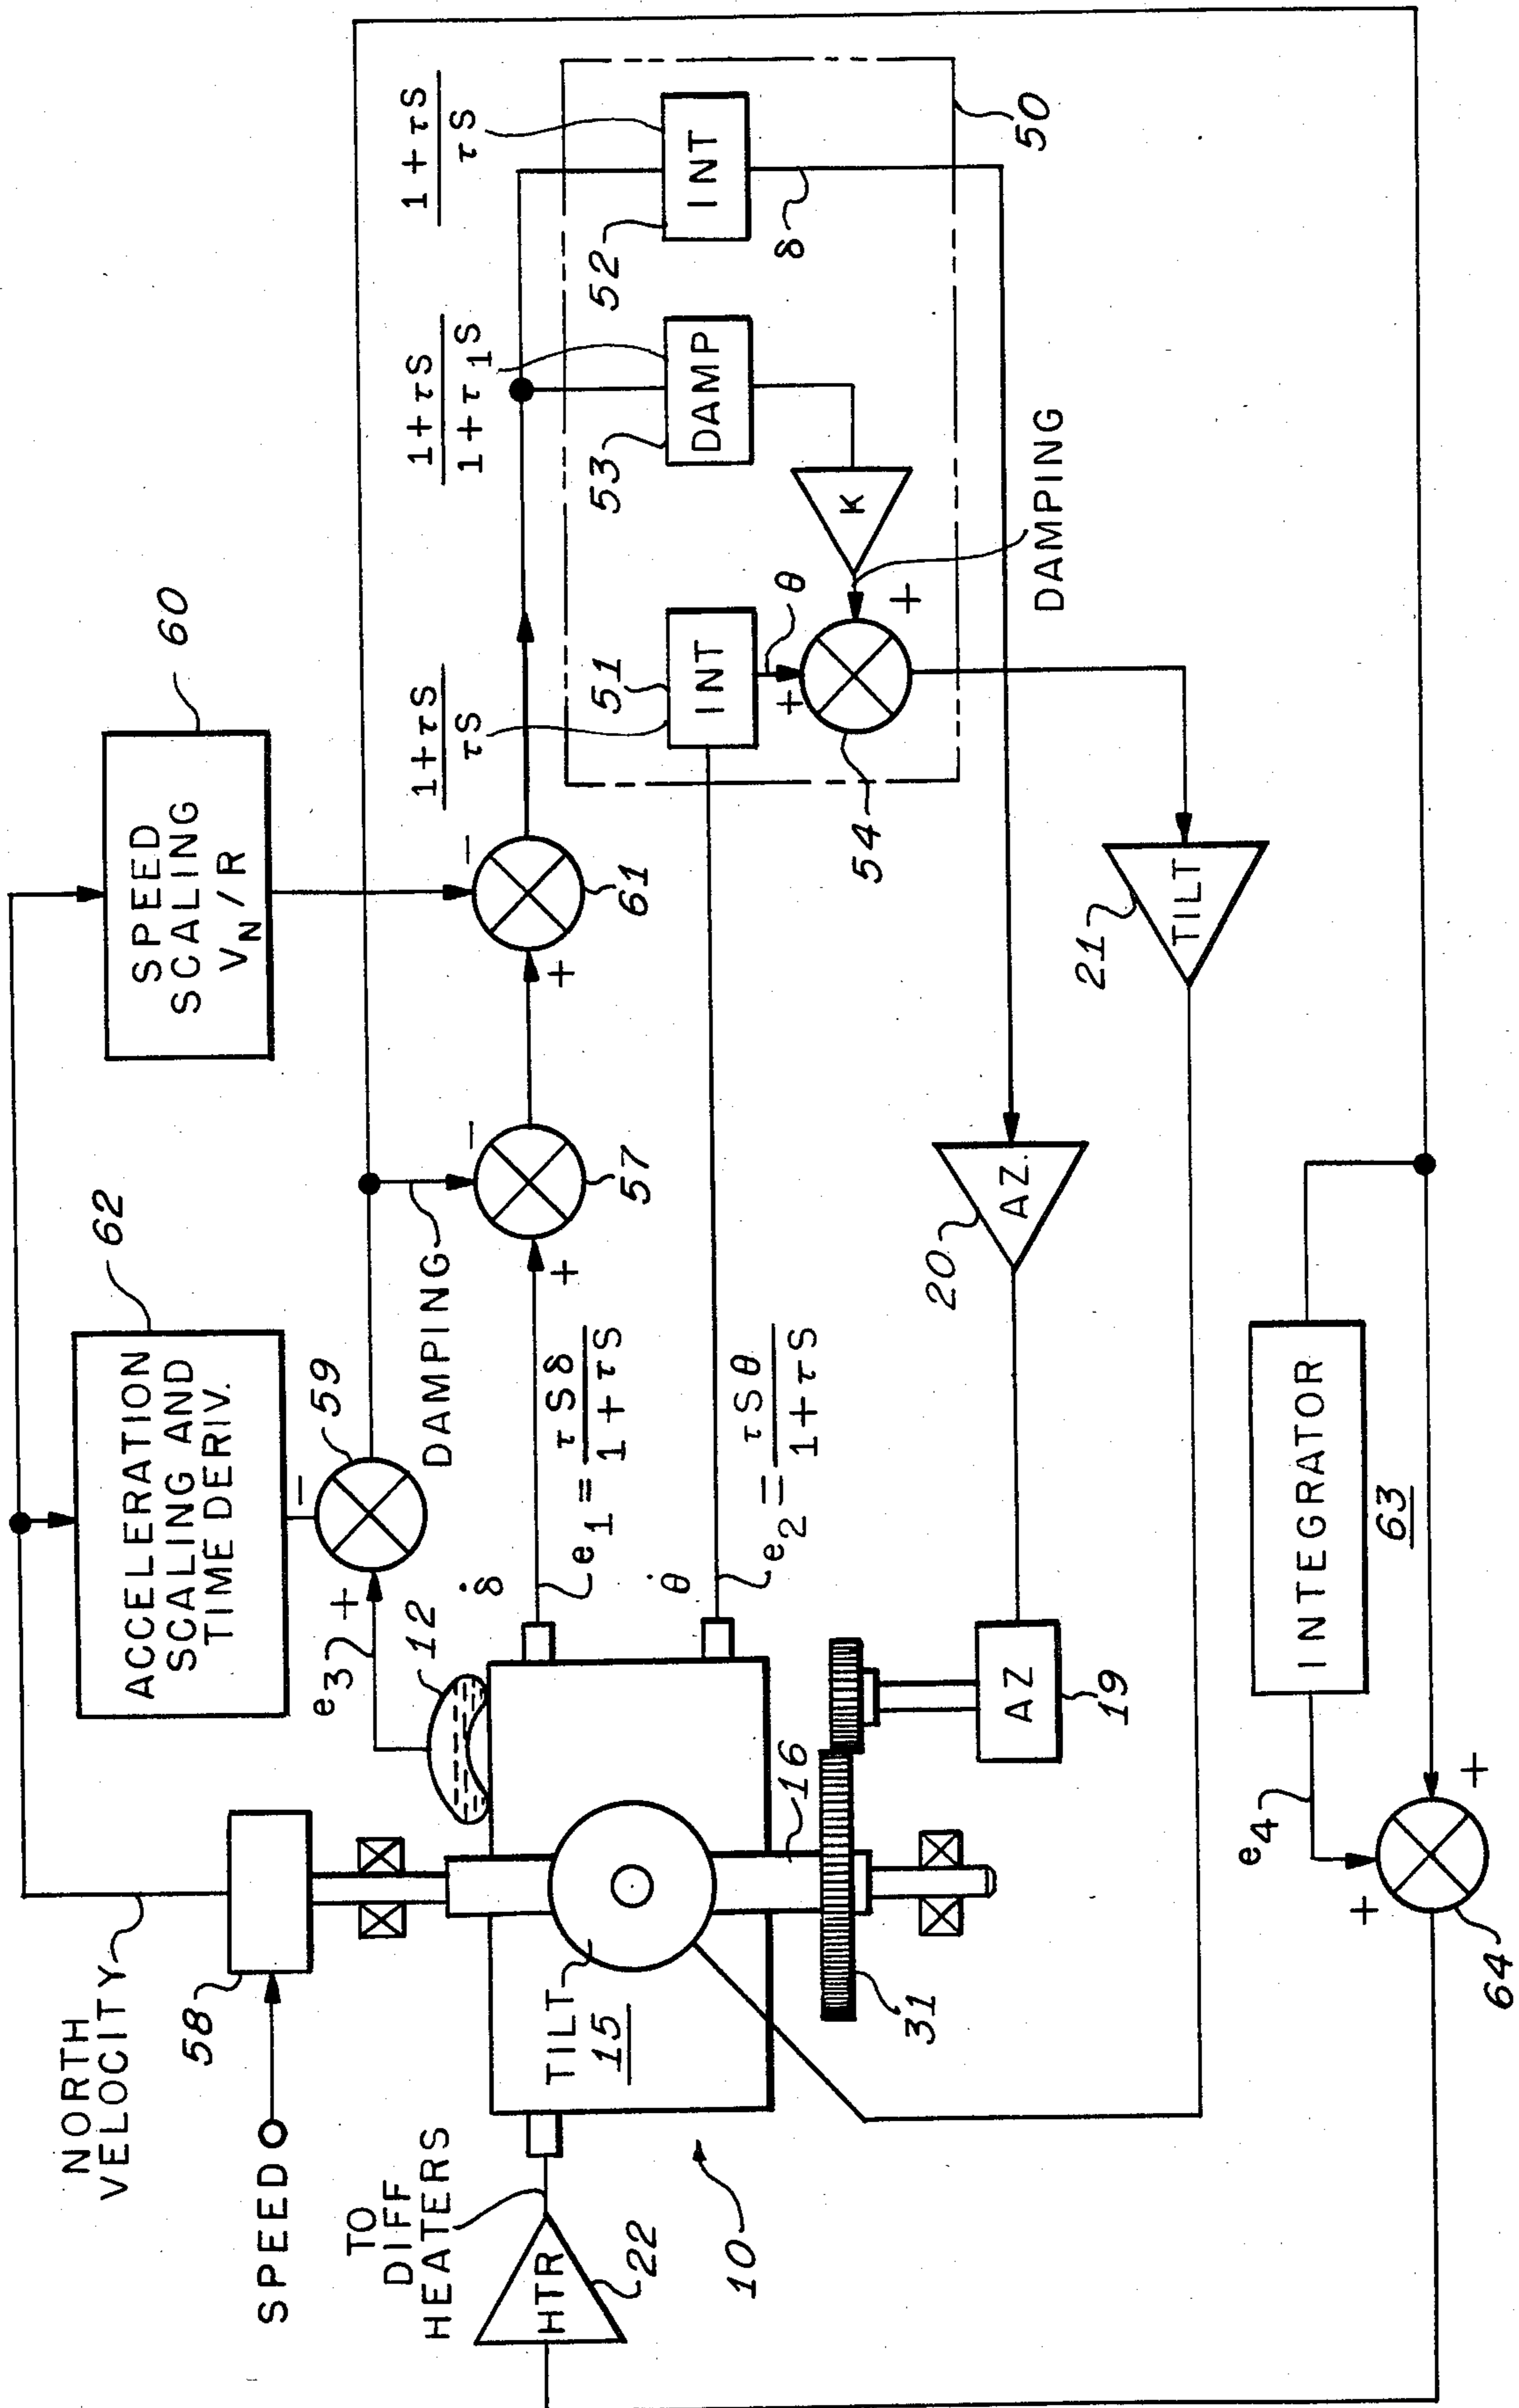 NORTH
VELOCITY
58
SPEED
TO
DIFF
HEATERS
HTR
22
10
TILT
15
16
31
12
e3
+
ACCELERATION
SCALING AND
TIME DERIV.
62
−
59
DAMPING
δ̇
e1 = τSδ / 1 + τS
θ̇
e2 = τSθ / 1 + τS
+
−
57
SPEED
SCALING
VN / R
60
−
+
61
1 + τS / τS
51
INT
θ
+
54
1 + τS / 1 + τ1S
53
DAMP
K
+
DAMPING
1 + τS / τS
52
INT
δ
50
AZ
19
AZ.
20
TILT
21
INTEGRATOR
63
e4
+
+
64